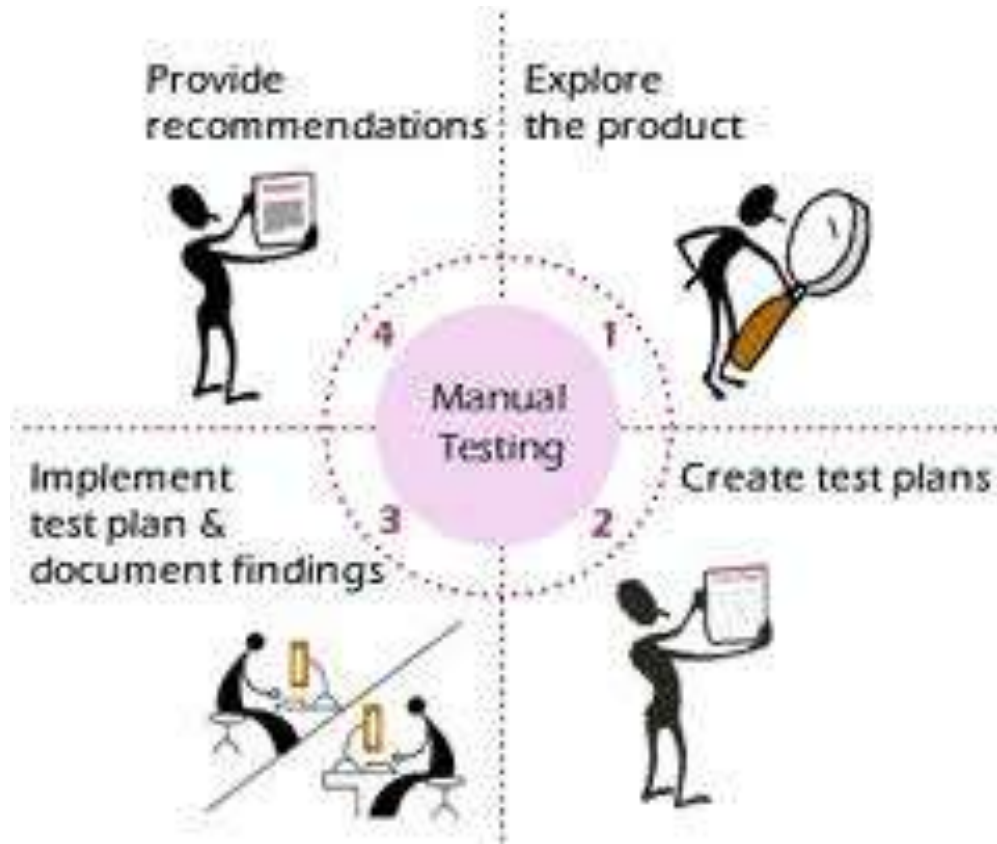 Provide
recommendations
Explore
the product
4
1
Manual
Testing
Implement
test plan &
document findings
3
2
Create test plans